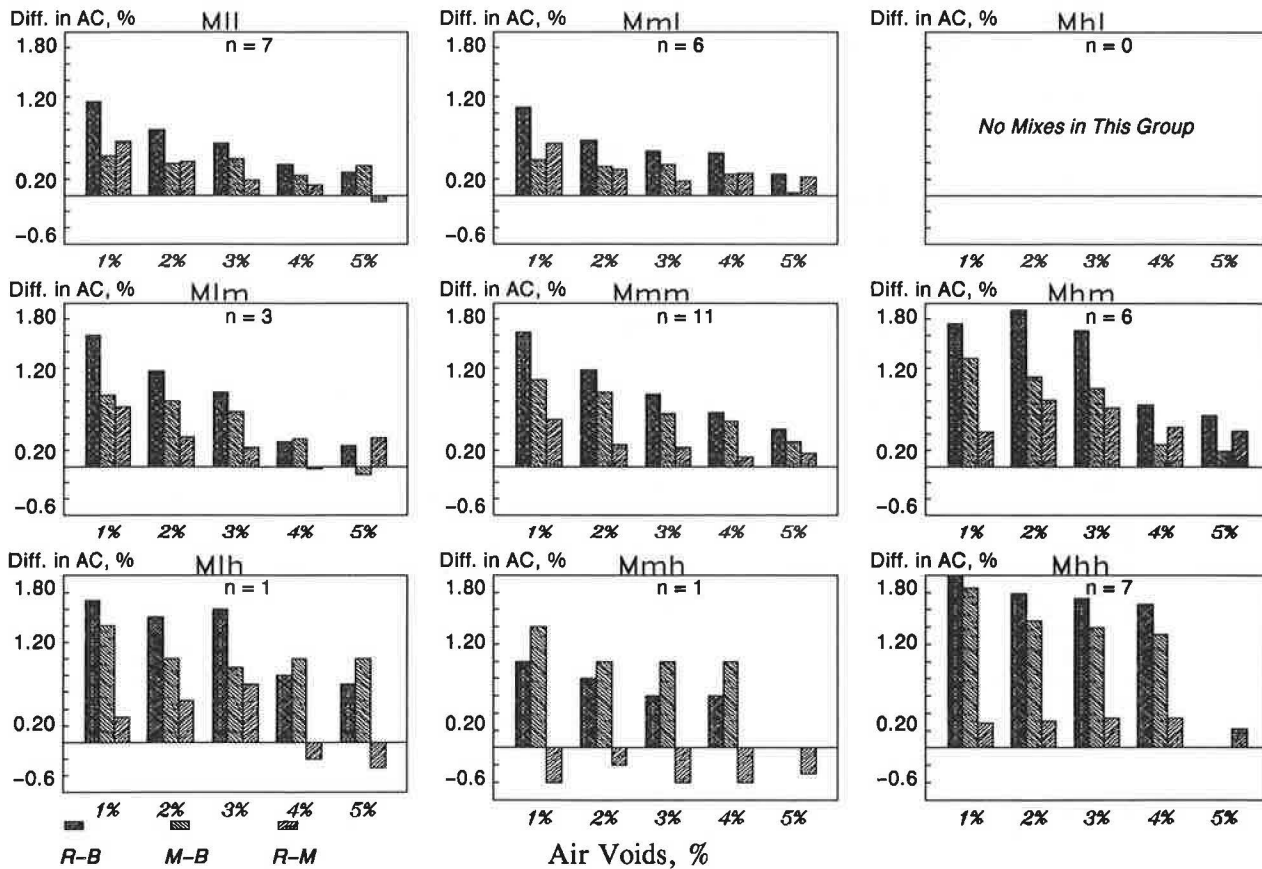 Diff. in AC, % Mll
n = 7
1.80
1.20
0.20
−0.6
1% 2% 3% 4% 5%
Diff. in AC, % Mml
n = 6
1.80
1.20
0.20
−0.6
1% 2% 3% 4% 5%
Diff. in AC, % Mhl
n = 0
1.80
1.20
No Mixes in This Group
0.20
−0.6
1% 2% 3% 4% 5%
Diff. in AC, % Mlm
n = 3
1.80
1.20
0.20
−0.6
1% 2% 3% 4% 5%
Diff. in AC, % Mmm
n = 11
1.80
1.20
0.20
−0.6
1% 2% 3% 4% 5%
Diff. in AC, % Mhm
n = 6
1.80
1.20
0.20
−0.6
1% 2% 3% 4% 5%
Diff. in AC, % Mlh
n = 1
1.80
1.20
0.20
−0.6
1% 2% 3% 4% 5%
Diff. in AC, % Mmh
n = 1
1.80
1.20
0.20
−0.6
1% 2% 3% 4% 5%
Diff. in AC, % Mhh
n = 7
1.80
1.20
0.20
−0.6
1% 2% 3% 4% 5%
R−B M−B R−M
Air Voids, %